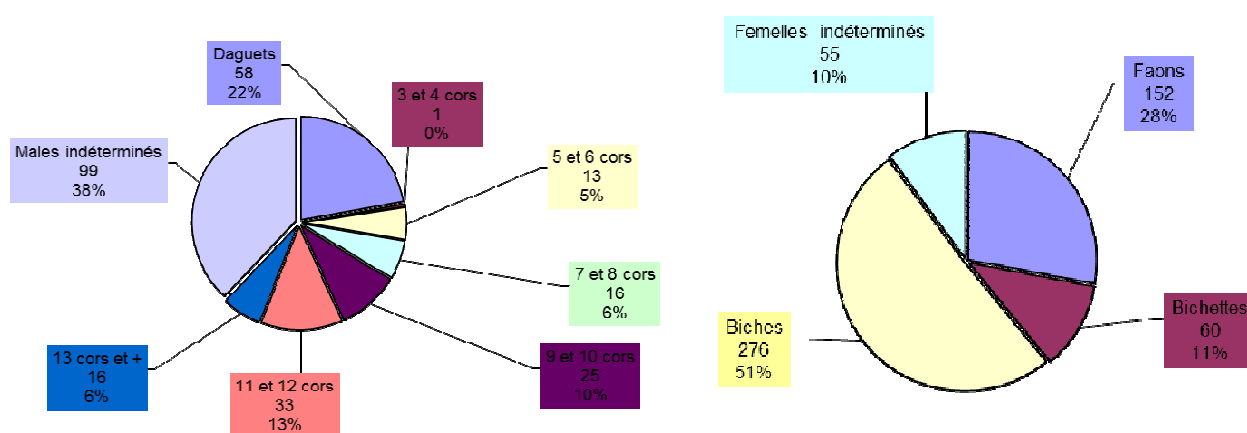 Daguets
58
22%
3 et 4 cors
1
0%
5 et 6 cors
13
5%
7 et 8 cors
16
6%
9 et 10 cors
25
10%
11 et 12 cors
33
13%
13 cors et +
16
6%
Males indéterminés
99
38%
Femelles indéterminés
55
10%
Faons
152
28%
Bichettes
60
11%
Biches
276
51%